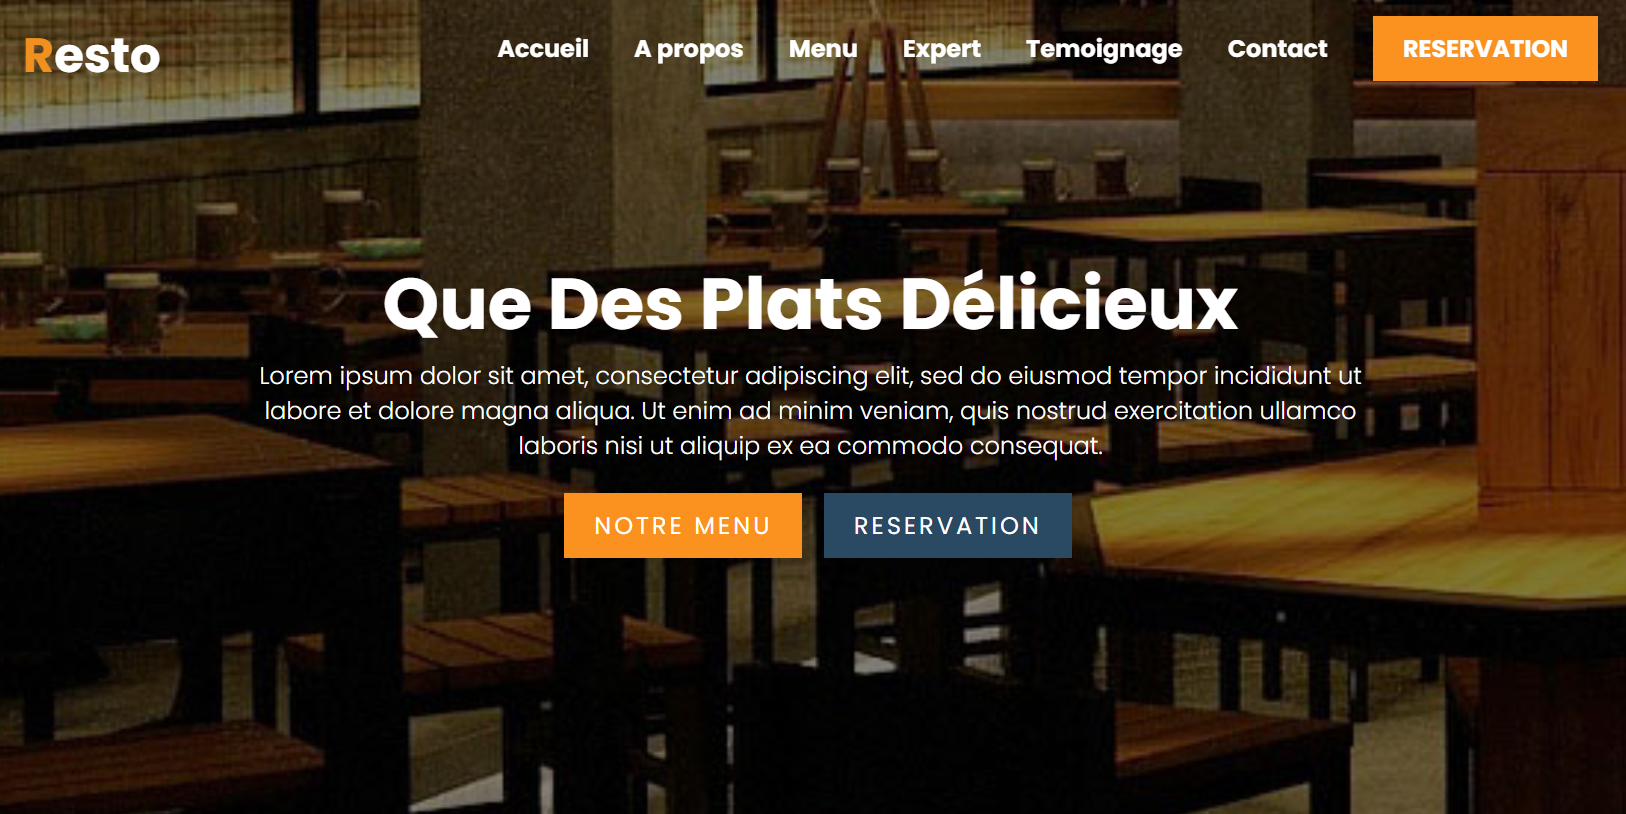 Resto
Accueil
A propos
Menu
Expert
Temoignage
Contact
RESERVATION
Que Des Plats Délicieux
Lorem ipsum dolor sit amet, consectetur adipiscing elit, sed do eiusmod tempor incididunt ut
labore et dolore magna aliqua. Ut enim ad minim veniam, quis nostrud exercitation ullamco
laboris nisi ut aliquip ex ea commodo consequat.
NOTRE MENU
RESERVATION